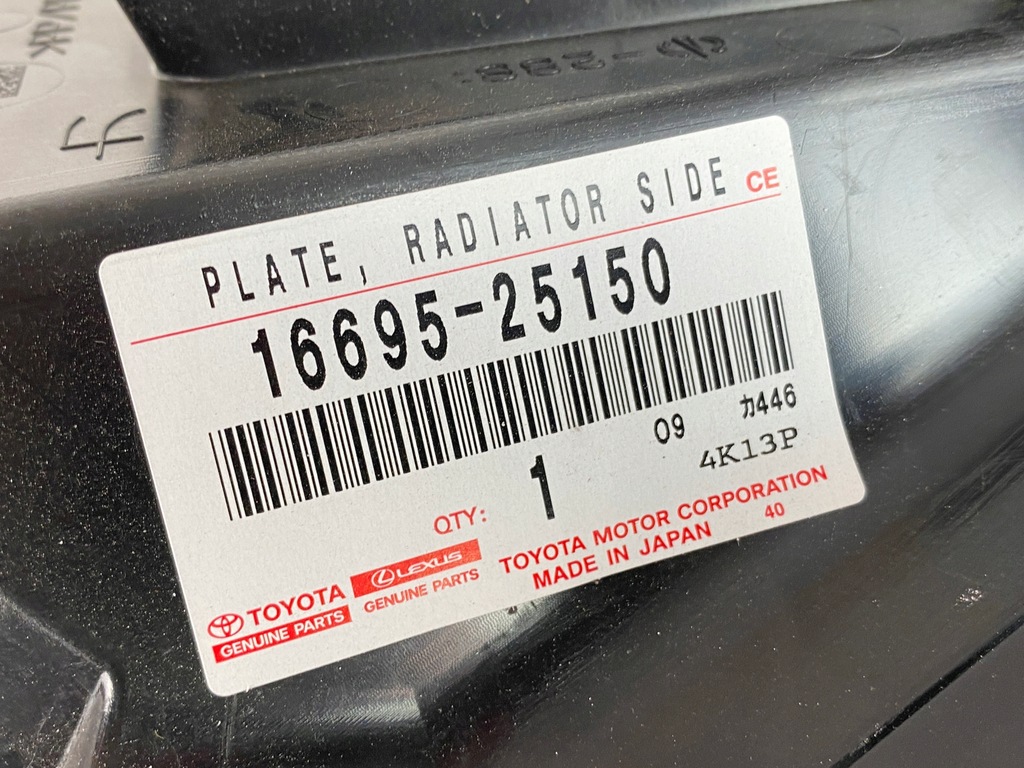 PLATE, RADIATOR SIDE CE
16695-25150
09 カ446
QTY: 1 4K13P
TOYOTA LEXUS TOYOTA MOTOR CORPORATION
GENUINE PARTS GENUINE PARTS MADE IN JAPAN 40